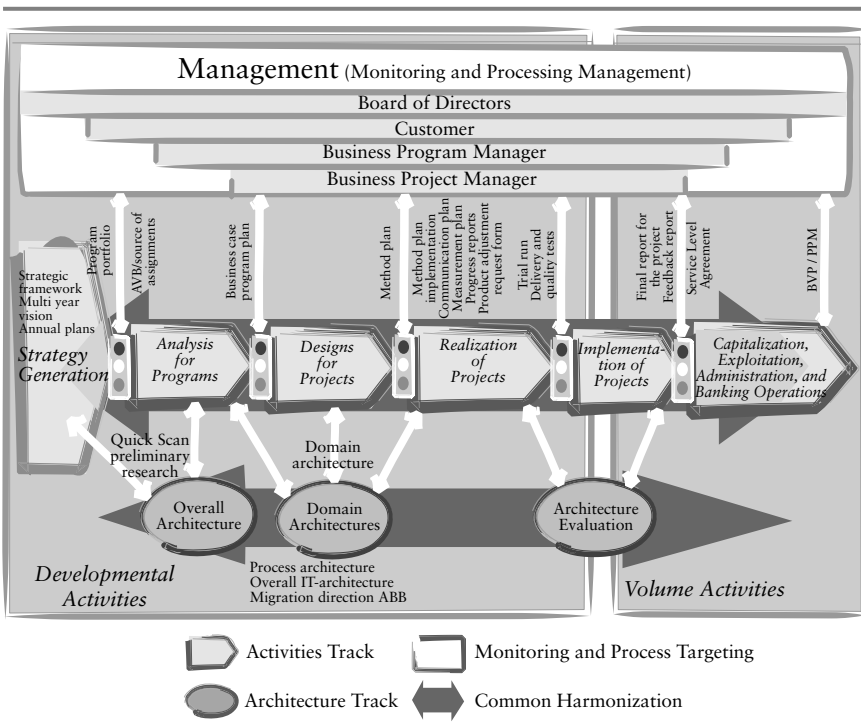 Management (Monitoring and Processing Management)
Board of Directors
Customer
Business Program Manager
Business Project Manager
Program
portfolio
AVB/source of
assignments
Business case
program plan
Method plan
Method plan
implementation
Communication plan
Measurement plan
Progress reports
Product adjustment
request form
Trial run
Delivery and
quality tests
Final report for
the project
Feedback report
Service Level
Agreement
BVP / PPM
Strategic
framework
Multi year
vision
Annual plans
Strategy
Generation
Analysis
for
Programs
Designs
for
Projects
Realization
of
Projects
Implementa-
tion of
Projects
Capitalization,
Exploitation,
Administration, and
Banking Operations
Quick Scan
preliminary
research
Domain
architecture
Overall
Architecture
Domain
Architectures
Architecture
Evaluation
Process architecture
Overall IT-architecture
Migration direction ABB
Developmental
Activities
Volume Activities
Activities Track
Monitoring and Process Targeting
Architecture Track
Common Harmonization